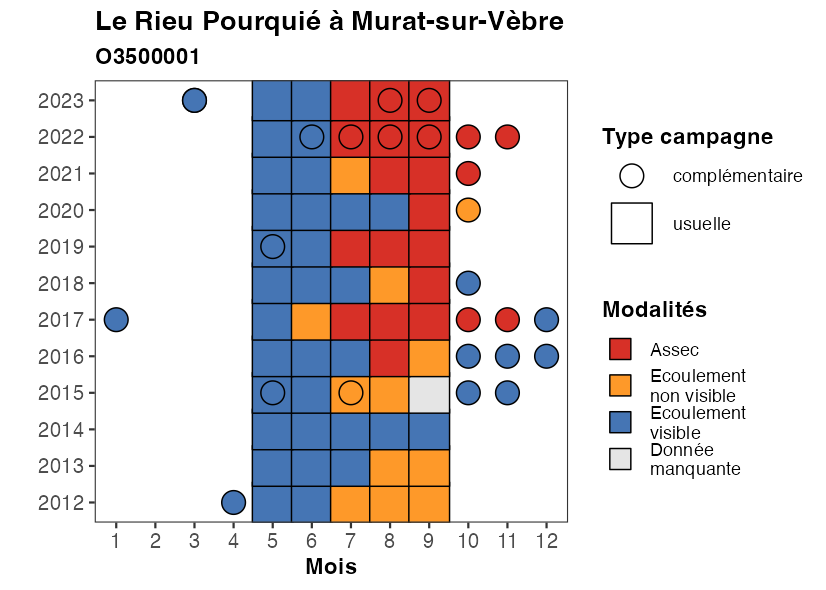 Le Rieu Pourquié à Murat-sur-Vèbre
O3500001
2023
2022
2021
2020
2019
2018
2017
2016
2015
2014
2013
2012
1 2 3 4 5 6 7 8 9 10 11 12
Mois
Type campagne
complémentaire
usuelle
Modalités
Assec
Ecoulement
non visible
Ecoulement
visible
Donnée
manquante